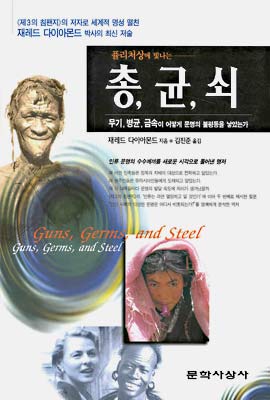 《제3의 침팬지》의 저자로 세계적 명성 떨친
재레드 다이아몬드 박사의 최신 저술
퓰리처상에 빛나는
총, 균, 쇠
무기, 병균, 금속이 어떻게 문명의 불평등을 낳았는가
재레드 다이아몬드 지음 김진준 옮김
인류 문명의 수수께끼를 새로운 시각으로 풀어낸 명저
Guns, Germs, and Steel
Guns, Germs, and Steel
문학사상사